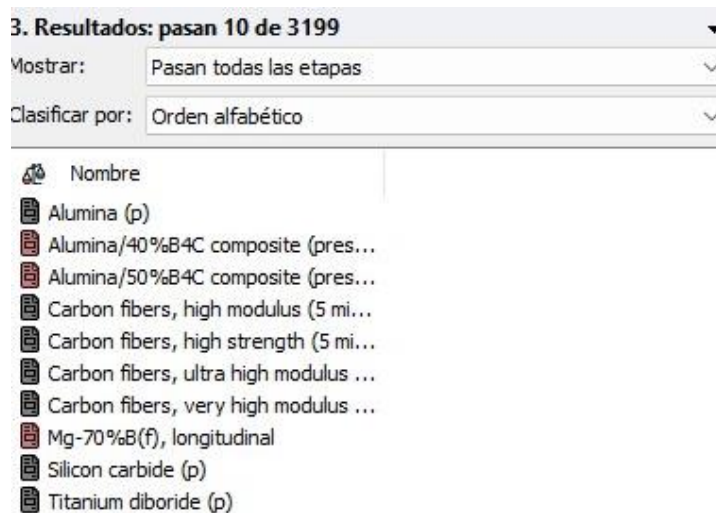 3. Resultados: pasan 10 de 3199
Mostrar: Pasan todas las etapas
Clasificar por: Orden alfabético
Nombre
Alumina (p)
Alumina/40%B4C composite (pres...
Alumina/50%B4C composite (pres...
Carbon fibers, high modulus (5 mi...
Carbon fibers, high strength (5 mi...
Carbon fibers, ultra high modulus ...
Carbon fibers, very high modulus ...
Mg-70%B(f), longitudinal
Silicon carbide (p)
Titanium diboride (p)